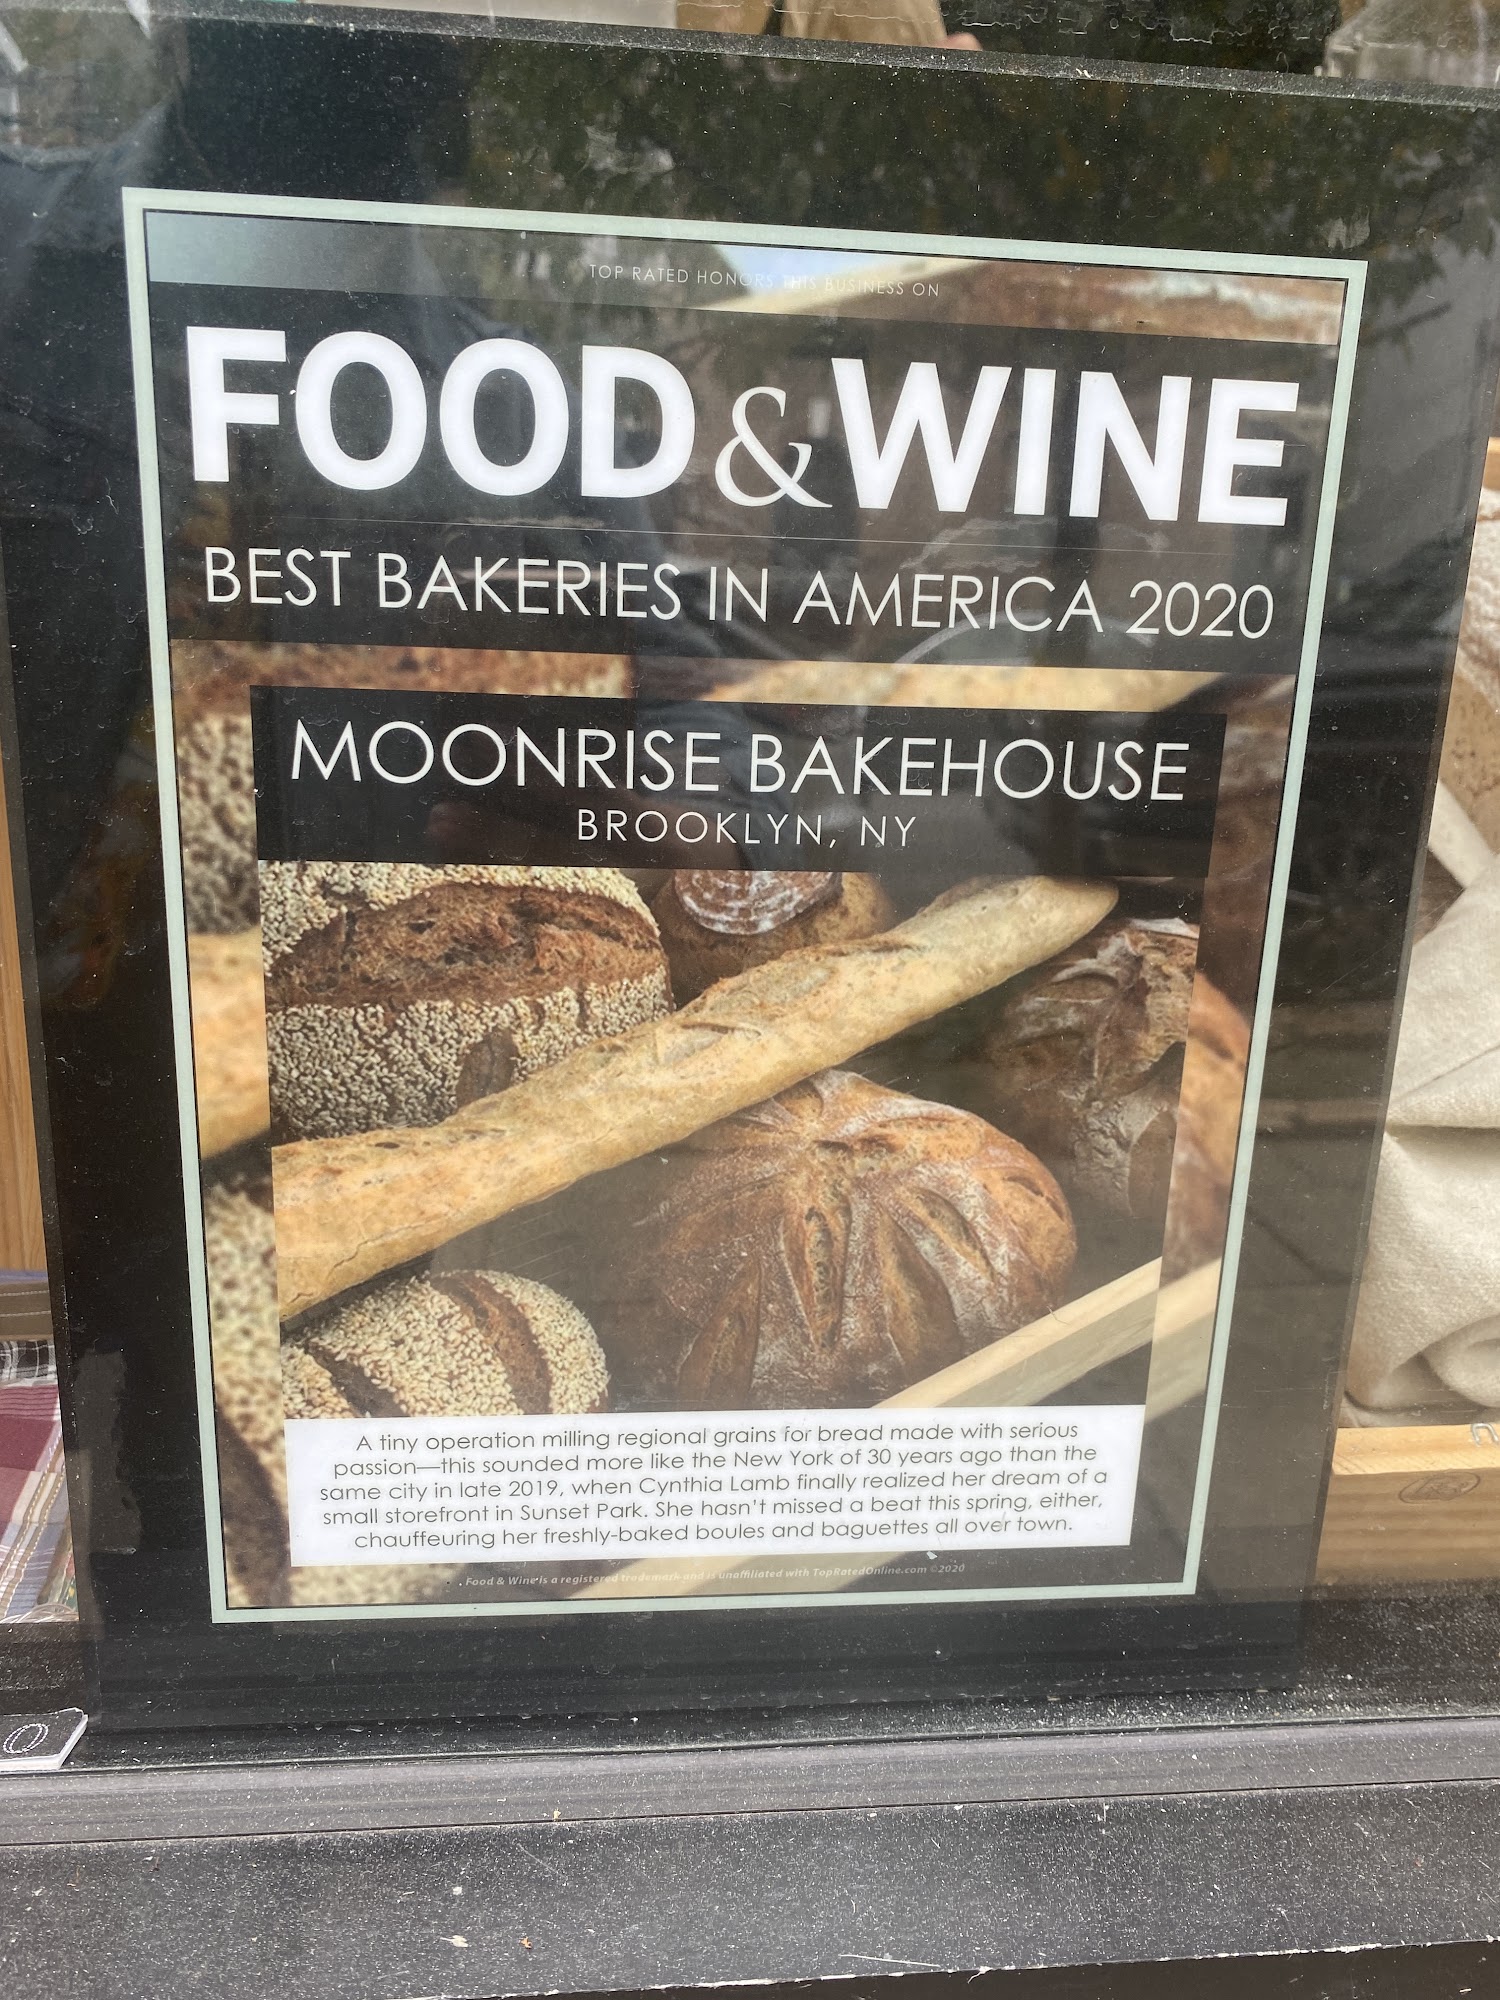 TOP RATED HONORS THIS BUSINESS ON
FOOD & WINE
BEST BAKERIES IN AMERICA 2020
MOONRISE BAKEHOUSE
BROOKLYN, NY
A tiny operation milling regional grains for bread made with serious
passion—this sounded more like the New York of 30 years ago than the
same city in late 2019, when Cynthia Lamb finally realized her dream of a
small storefront in Sunset Park. She hasn't missed a beat this spring, either,
chauffeuring her freshly-baked boules and baguettes all over town.
Food & Wine is a registered trademark and is unaffiliated with TopRatedOnline.com ©2020